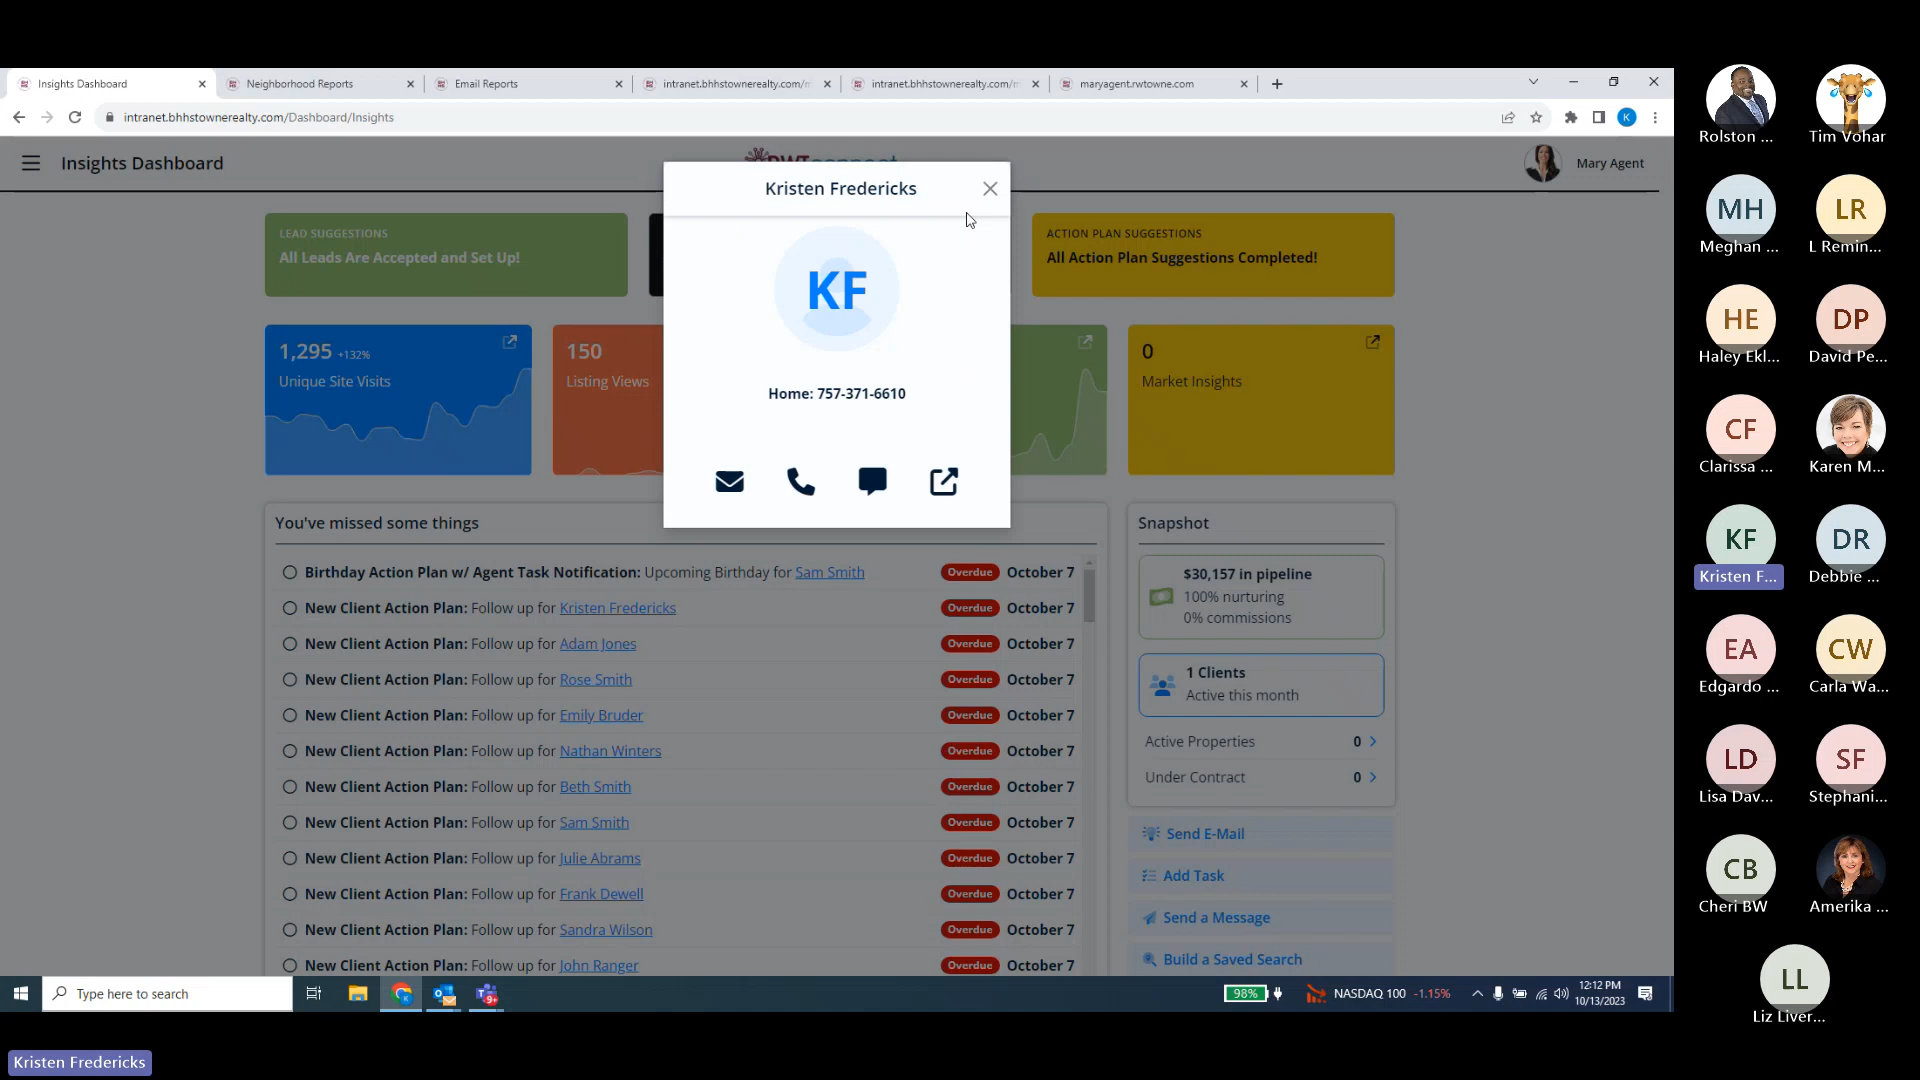 Insights Dashboard
Neighborhood Reports
Email Reports
intranet.bhhstownerealty.com/m
intranet.bhhstownerealty.com/m
maryagent.rwtowne.com
intranet.bhhstownerealty.com/Dashboard/Insights
K
Insights Dashboard
Mary Agent
Kristen Fredericks
KF
Home: 757-371-6610
LEAD SUGGESTIONS
All Leads Are Accepted and Set Up!
ACTION PLAN SUGGESTIONS
All Action Plan Suggestions Completed!
1,295 +132%
Unique Site Visits
150
Listing Views
0
Market Insights
You've missed some things
Birthday Action Plan w/ Agent Task Notification: Upcoming Birthday for Sam Smith Overdue October 7
New Client Action Plan: Follow up for Kristen Fredericks Overdue October 7
New Client Action Plan: Follow up for Adam Jones Overdue October 7
New Client Action Plan: Follow up for Rose Smith Overdue October 7
New Client Action Plan: Follow up for Emily Bruder Overdue October 7
New Client Action Plan: Follow up for Nathan Winters Overdue October 7
New Client Action Plan: Follow up for Beth Smith Overdue October 7
New Client Action Plan: Follow up for Sam Smith Overdue October 7
New Client Action Plan: Follow up for Julie Abrams Overdue October 7
New Client Action Plan: Follow up for Frank Dewell Overdue October 7
New Client Action Plan: Follow up for Sandra Wilson Overdue October 7
New Client Action Plan: Follow up for John Ranger Overdue October 7
Snapshot
$30,157 in pipeline
100% nurturing
0% commissions
1 Clients
Active this month
Active Properties 0
Under Contract 0
Send E-Mail
Add Task
Send a Message
Build a Saved Search
Type here to search
98%
NASDAQ 100 -1.15%
12:12 PM
10/13/2023
Rolston ...
Tim Vohar
MH
Meghan ...
LR
L Remin...
HE
Haley Ekl...
DP
David Pe...
CF
Clarissa ...
Karen M...
KF
Kristen F...
DR
Debbie ...
EA
Edgardo ...
CW
Carla Wa...
LD
Lisa Dav...
SF
Stephani...
CB
Cheri BW
Amerika ...
LL
Liz Liver...
Kristen Fredericks